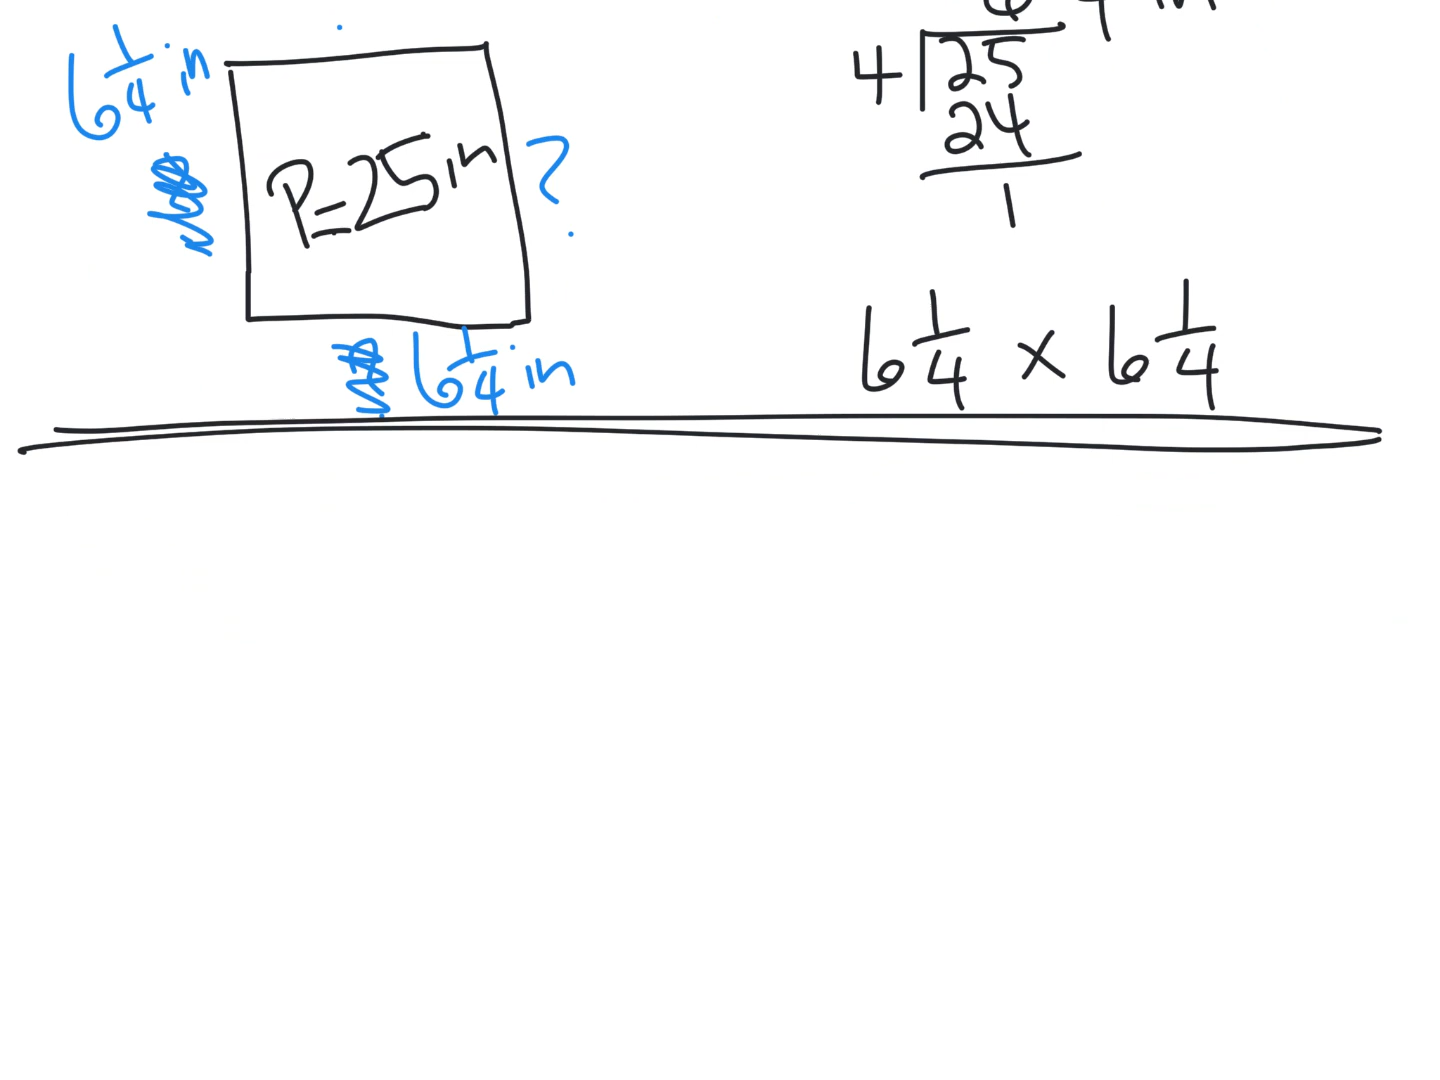 6 1/4 in
P=25 in
?
6 1/4 in
4 25
24
1
6 1/4 x 6 1/4